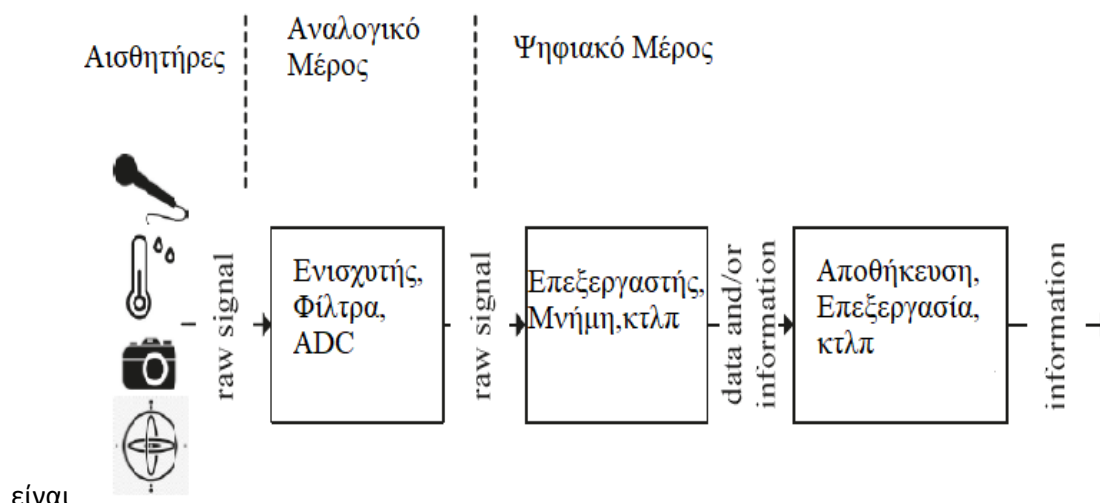 Αισθητήρες
Αναλογικό
Μέρος
Ψηφιακό Μέρος
raw signal
Ενισχυτής,
Φίλτρα,
ADC
raw signal
Επεξεργαστής,
Μνήμη,κτλπ
data and/or
information
Αποθήκευση,
Επεξεργασία,
κτλπ
information
είναι